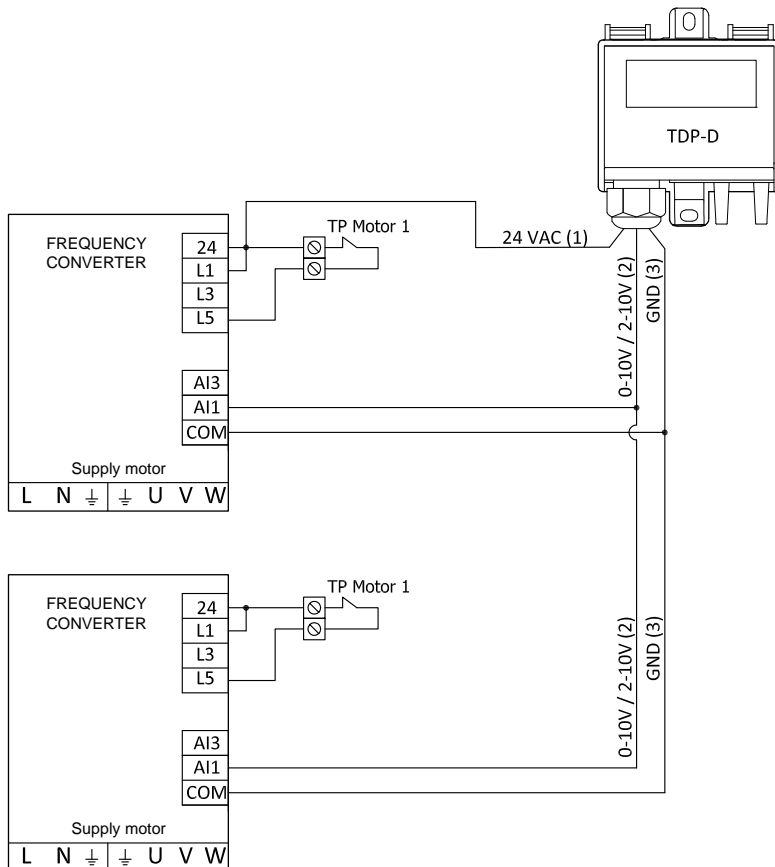 TDP-D
TP Motor 1
24 VAC (1)
0-10V / 2-10V (2)
GND (3)
FREQUENCY
CONVERTER
24
L1
L3
L5
AI3
AI1
COM
Supply motor
L N ⏚ ⏚ U V W
TP Motor 1
FREQUENCY
CONVERTER
24
L1
L3
L5
0-10V / 2-10V (2)
GND (3)
AI3
AI1
COM
Supply motor
L N ⏚ ⏚ U V W